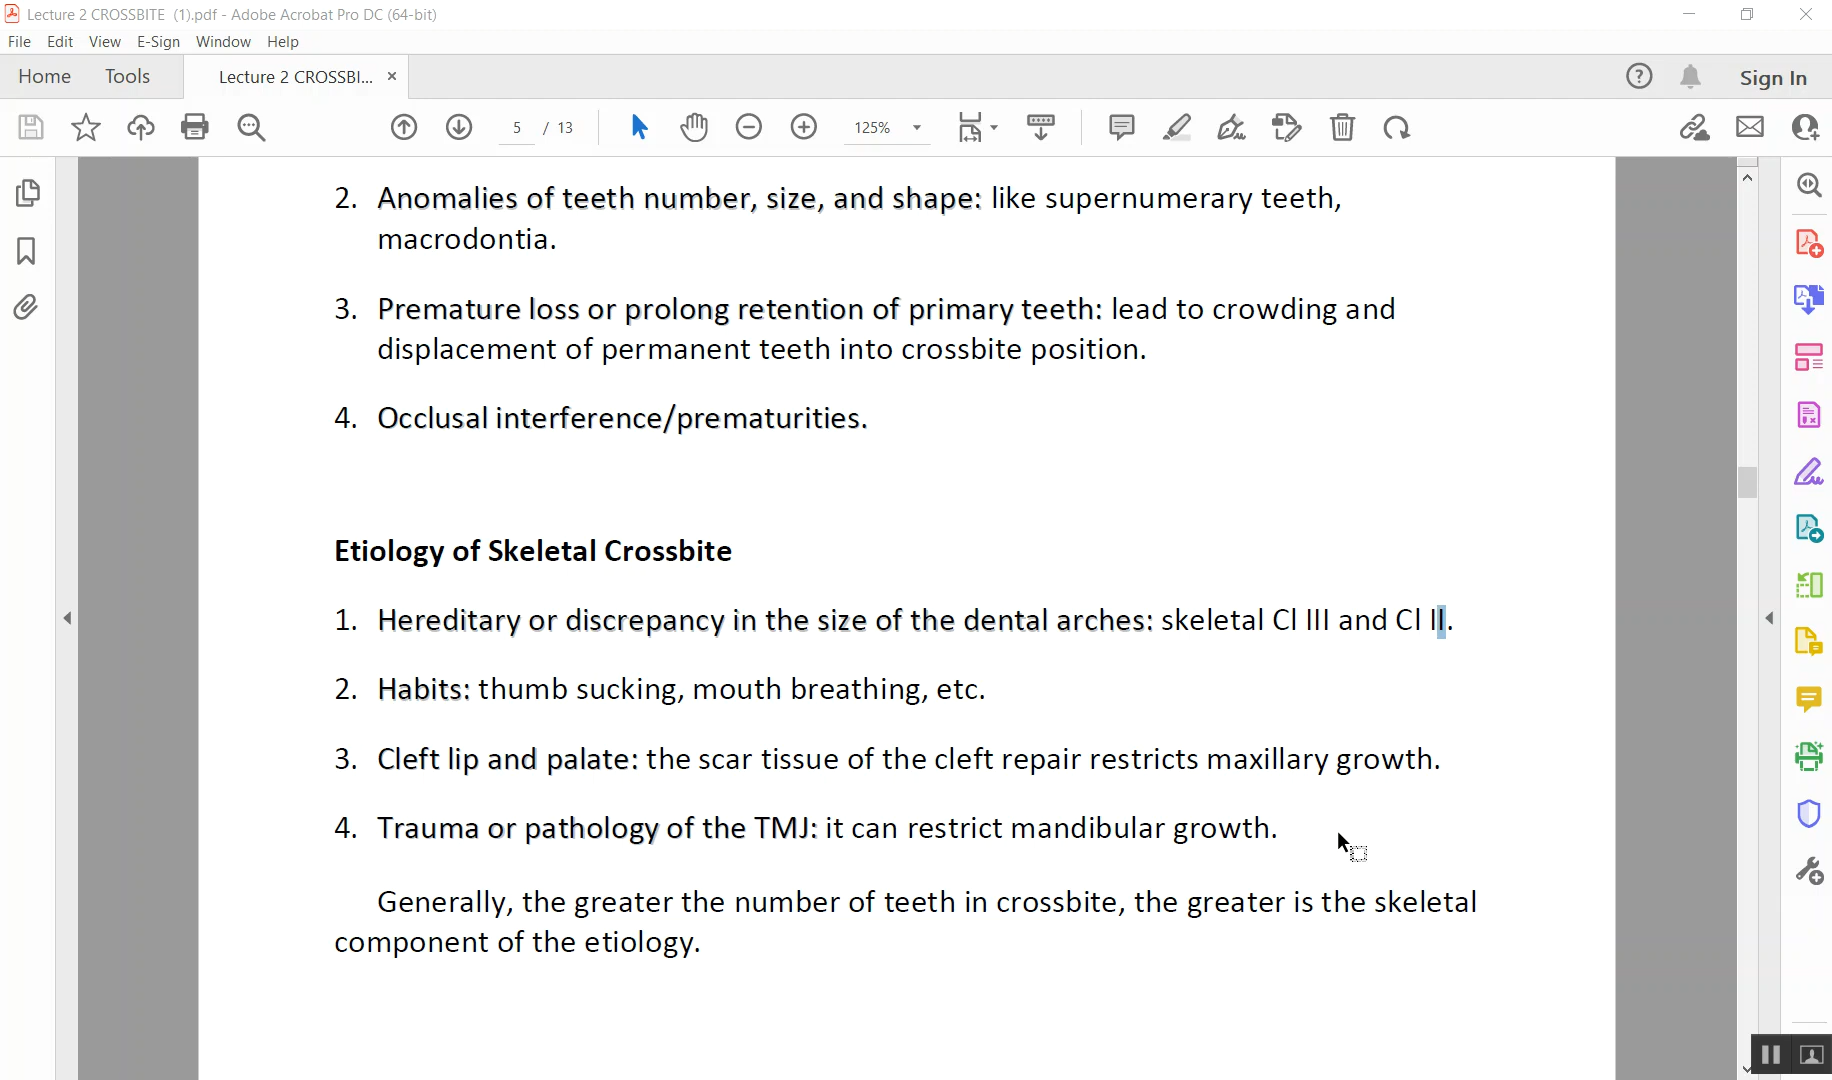 Lecture 2 CROSSBITE (1).pdf - Adobe Acrobat Pro DC (64-bit)
File Edit View E-Sign Window Help
Home Tools Lecture 2 CROSSBI... × Sign In
5 / 13 125%
2. Anomalies of teeth number, size, and shape: like supernumerary teeth,
macrodontia.
3. Premature loss or prolong retention of primary teeth: lead to crowding and
displacement of permanent teeth into crossbite position.
4. Occlusal interference/prematurities.
Etiology of Skeletal Crossbite
1. Hereditary or discrepancy in the size of the dental arches: skeletal Cl III and Cl II.
2. Habits: thumb sucking, mouth breathing, etc.
3. Cleft lip and palate: the scar tissue of the cleft repair restricts maxillary growth.
4. Trauma or pathology of the TMJ: it can restrict mandibular growth.
Generally, the greater the number of teeth in crossbite, the greater is the skeletal
component of the etiology.